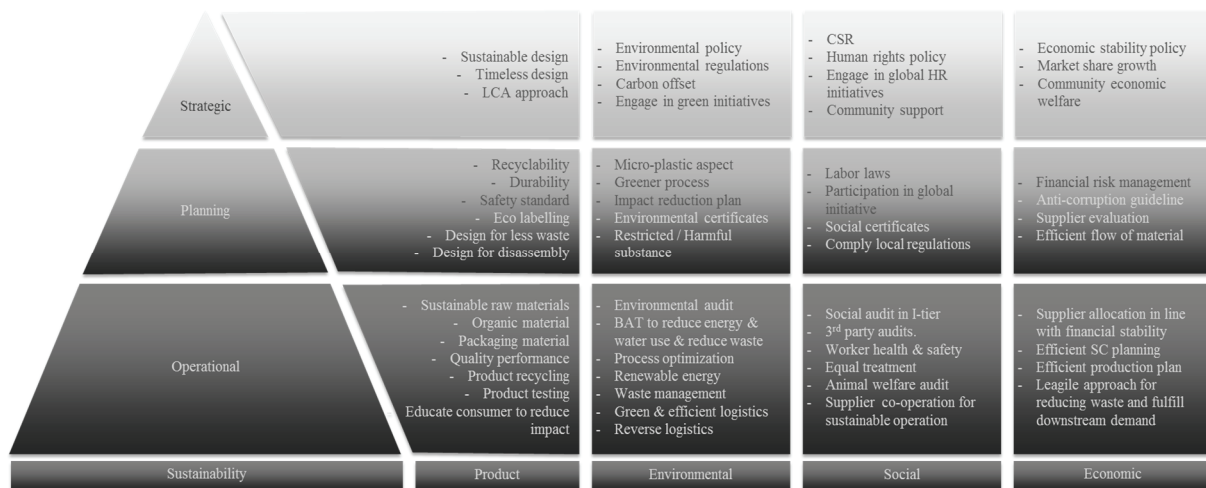 Strategic
- Sustainable design
- Timeless design
- LCA approach
- Environmental policy
- Environmental regulations
- Carbon offset
- Engage in green initiatives
- CSR
- Human rights policy
- Engage in global HR
initiatives
- Community support
- Economic stability policy
- Market share growth
- Community economic
welfare
Planning
- Recyclability
- Durability
- Safety standard
- Eco labelling
- Design for less waste
- Design for disassembly
- Micro-plastic aspect
- Greener process
- Impact reduction plan
- Environmental certificates
- Restricted / Harmful
substance
- Labor laws
- Participation in global
initiative
- Social certificates
- Comply local regulations
- Financial risk management
- Anti-corruption guideline
- Supplier evaluation
- Efficient flow of material
Operational
- Sustainable raw materials
- Organic material
- Packaging material
- Quality performance
- Product recycling
- Product testing
Educate consumer to reduce
impact
- Environmental audit
- BAT to reduce energy &
water use & reduce waste
- Process optimization
- Renewable energy
- Waste management
- Green & efficient logistics
- Reverse logistics
- Social audit in I-tier
- 3rd party audits.
- Worker health & safety
- Equal treatment
- Animal welfare audit
- Supplier co-operation for
sustainable operation
- Supplier allocation in line
with financial stability
- Efficient SC planning
- Efficient production plan
- Leagile approach for
reducing waste and fulfill
downstream demand
Sustainability
Product
Environmental
Social
Economic